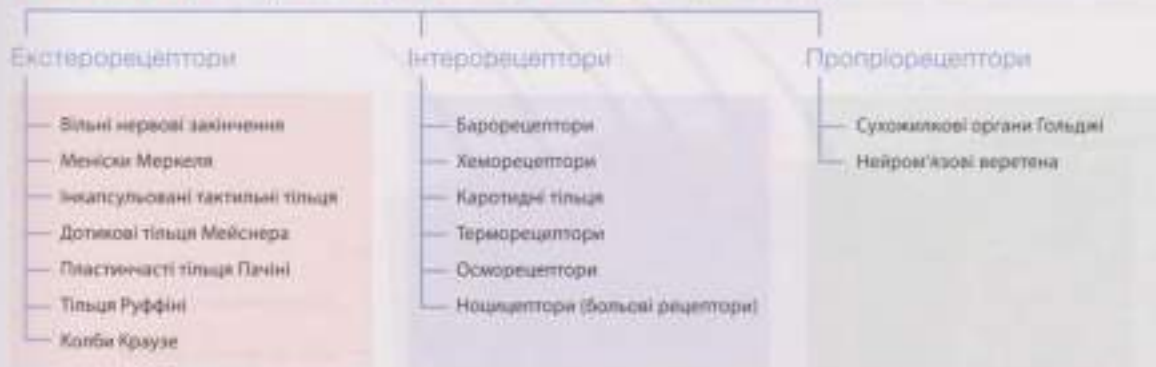 Екстерорецептори
Вільні нервові закінчення
Меніски Меркеля
Інкапсульовані тактильні тільця
Дотикові тільця Мейснера
Пластинчасті тільця Пачіні
Тільця Руффіні
Колби Краузе
Інтерорецептори
Барорецептори
Хеморецептори
Каротидні тільця
Терморецептори
Осморецептори
Ноцицептори (больові рецептори)
Пропріорецептори
Сухожилкові органи Гольджі
Нейром'язові веретена